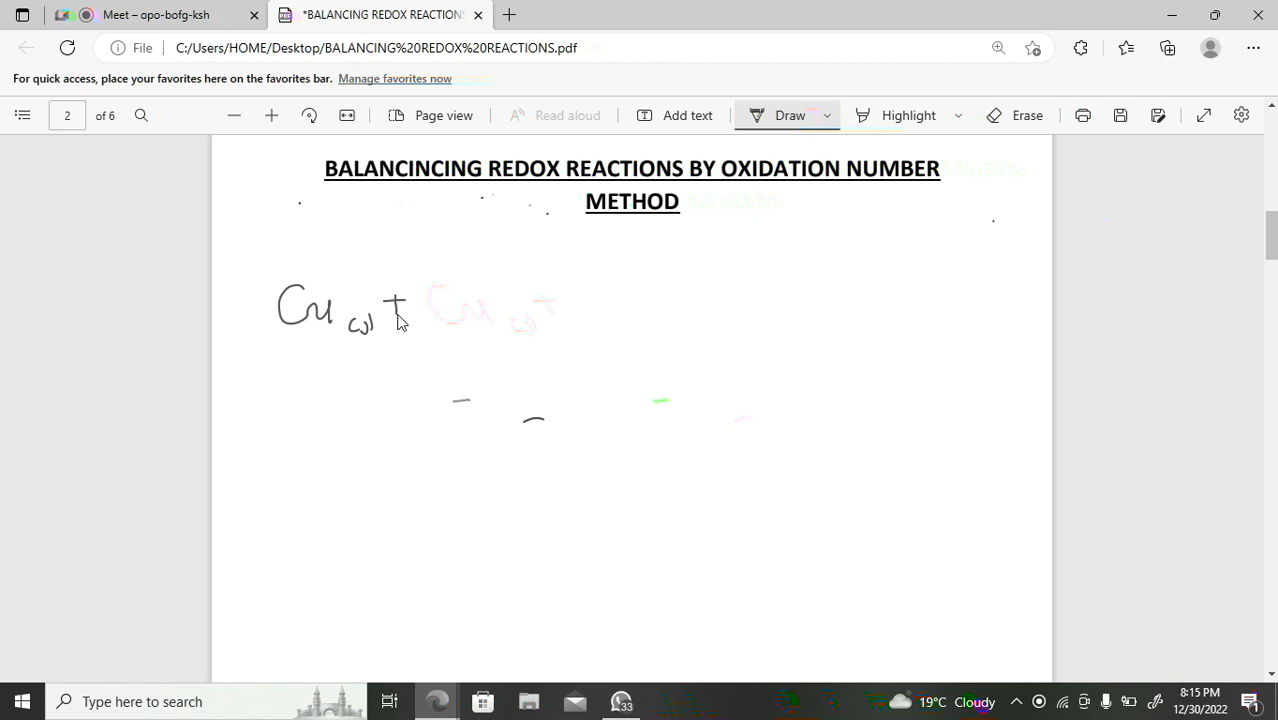 Meet – opo-bofg-ksh
*BALANCING REDOX REACTIONS
File
C:/Users/HOME/Desktop/BALANCING%20REDOX%20REACTIONS.pdf
For quick access, place your favorites here on the favorites bar. Manage favorites now
2 of 6
Page view
Read aloud
Add text
Draw
Highlight
Erase
BALANCINCING REDOX REACTIONS BY OXIDATION NUMBER
METHOD
Cu (s) +
Type here to search
33
19°C Cloudy
8:15 PM
12/30/2022
1